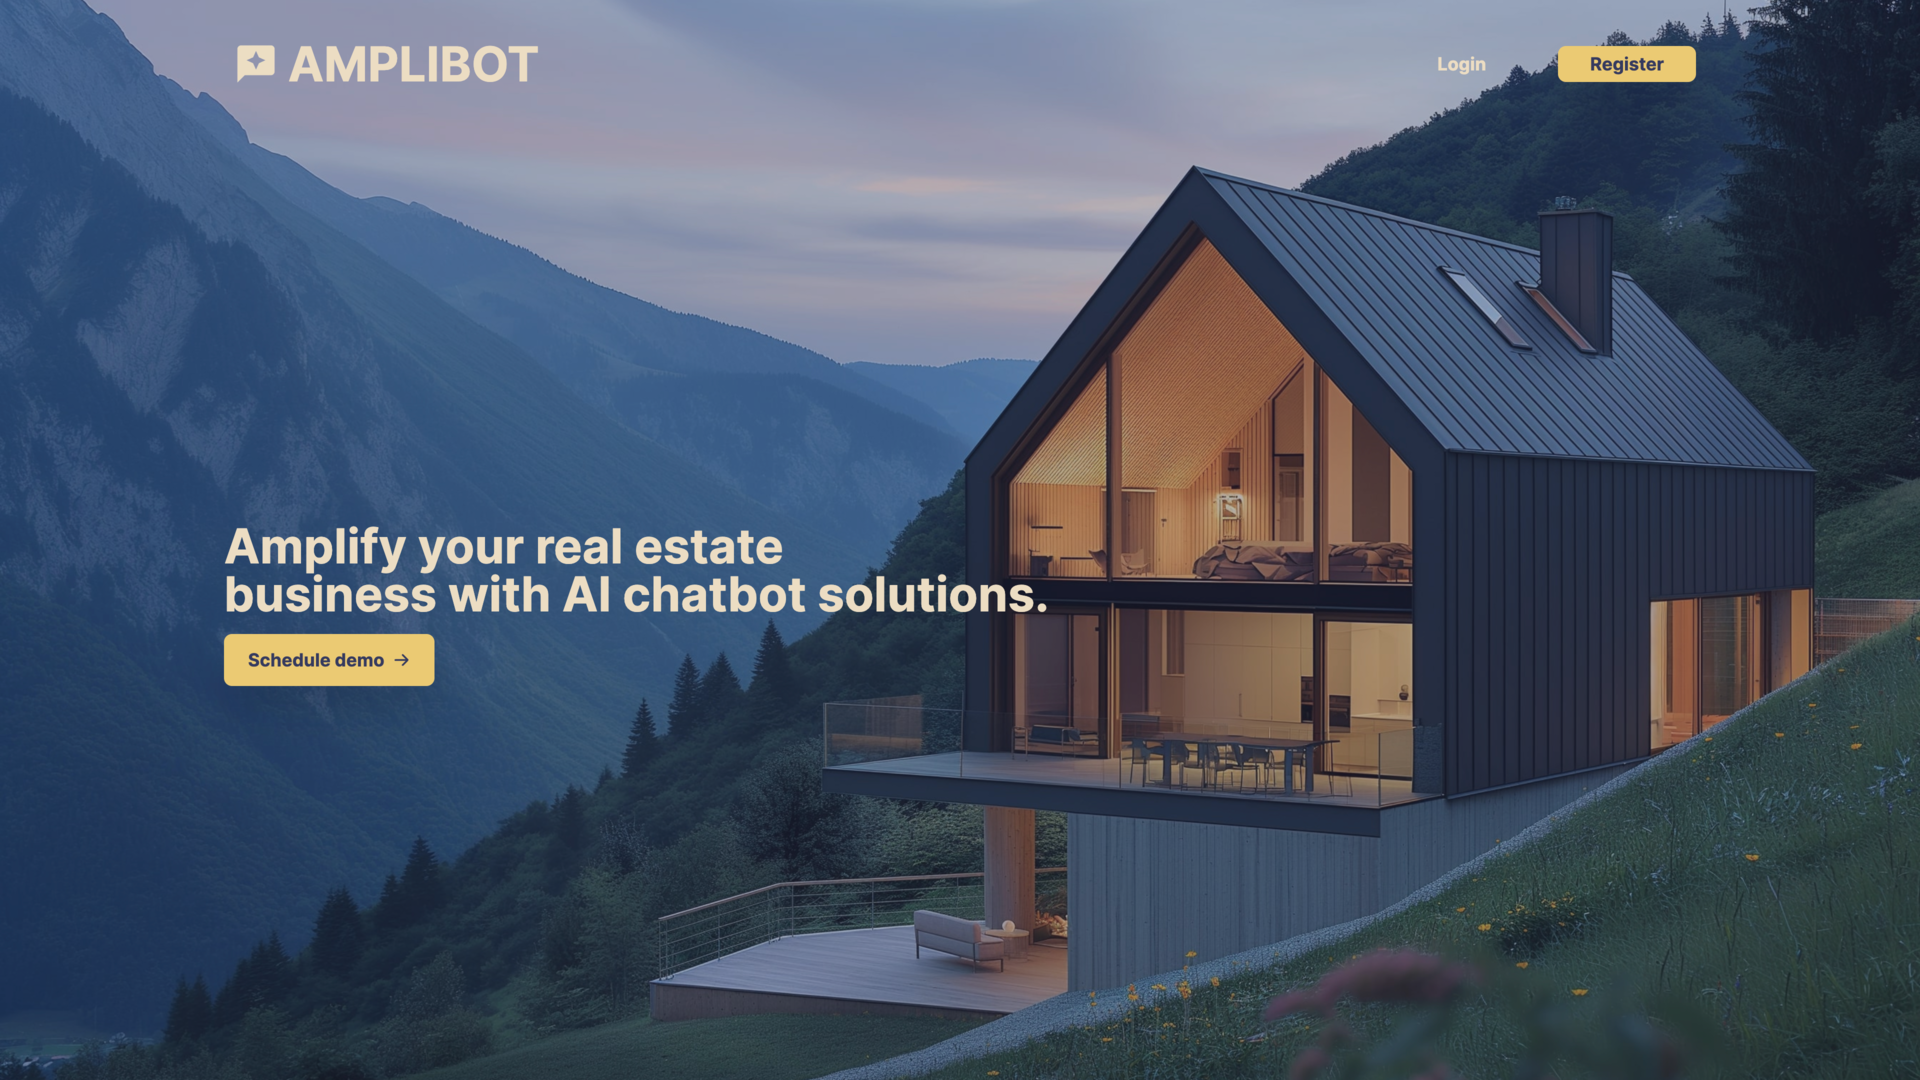 AMPLIBOT
Login
Register
Amplify your real estate
business with AI chatbot solutions.
Schedule demo →